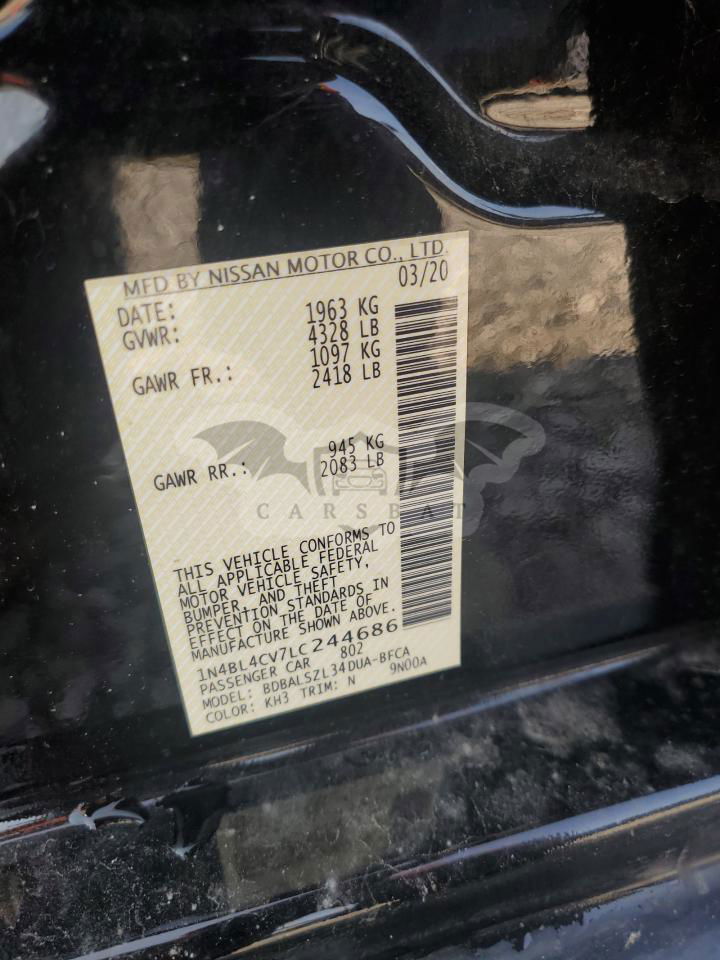 MFD BY NISSAN MOTOR CO., LTD.
DATE: 03/20
GVWR: 1963 KG
4328 LB
GAWR FR.: 1097 KG
2418 LB
GAWR RR.: 945 KG
2083 LB
CARSBAT
THIS VEHICLE CONFORMS TO
ALL APPLICABLE FEDERAL
MOTOR VEHICLE SAFETY,
BUMPER, AND THEFT
PREVENTION STANDARDS IN
EFFECT ON THE DATE OF
MANUFACTURE SHOWN ABOVE.
1N4BL4CV7LC244686
PASSENGER CAR 802
MODEL: BDBALSZL34DUA-BFCA
COLOR: KH3 TRIM: N 9N00A